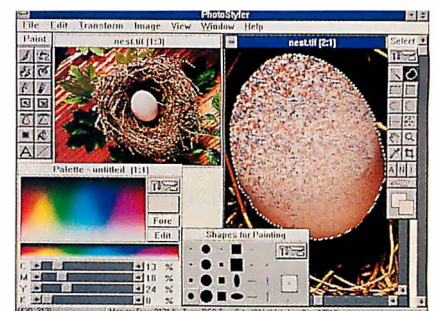 PhotoStyler
File Edit Transform Image View Window Help
Paint
nest.tif (1:3)
nest.tif (2:1)
Select
A
A N
Palette - untitled (1:1)
Fore
Edit
Shapes for Painting
C 13 %
M 18 %
Y 24 %
K 0 %